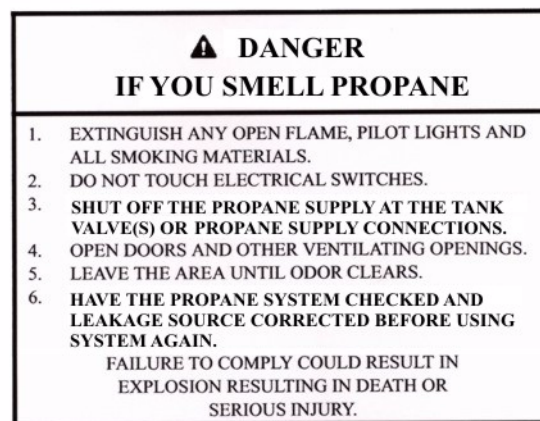 ⚠ DANGER
IF YOU SMELL PROPANE
1. EXTINGUISH ANY OPEN FLAME, PILOT LIGHTS AND
ALL SMOKING MATERIALS.
2. DO NOT TOUCH ELECTRICAL SWITCHES.
3. SHUT OFF THE PROPANE SUPPLY AT THE TANK
VALVE(S) OR PROPANE SUPPLY CONNECTIONS.
4. OPEN DOORS AND OTHER VENTILATING OPENINGS.
5. LEAVE THE AREA UNTIL ODOR CLEARS.
6. HAVE THE PROPANE SYSTEM CHECKED AND
LEAKAGE SOURCE CORRECTED BEFORE USING
SYSTEM AGAIN.
FAILURE TO COMPLY COULD RESULT IN
EXPLOSION RESULTING IN DEATH OR
SERIOUS INJURY.